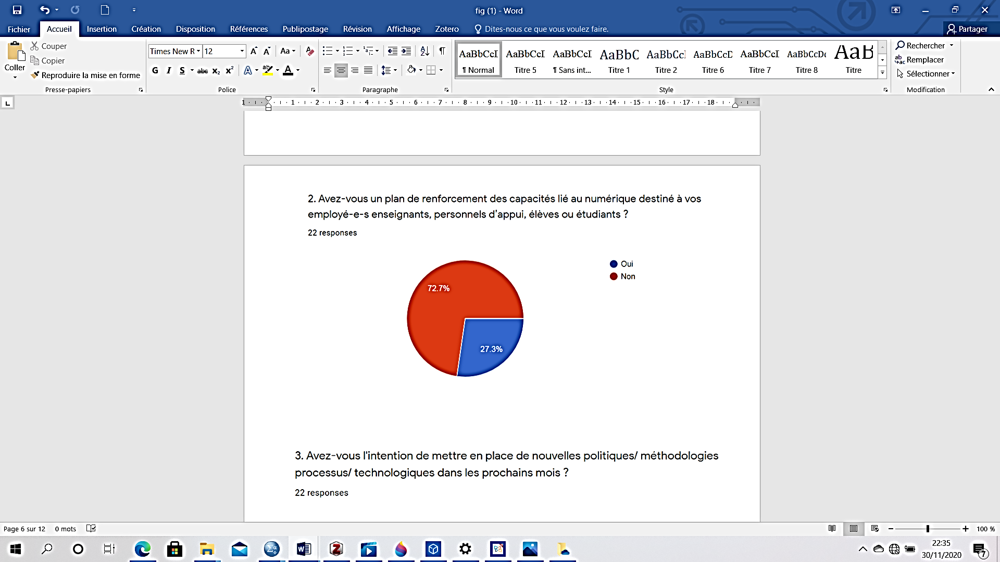 fig (1) - Word
Fichier
Accueil
Insertion
Création
Disposition
Références
Publipostage
Révision
Affichage
Zotero
Dites-nous ce que vous voulez faire.
Partager
Coller
Couper
Copier
Reproduire la mise en forme
Presse-papiers
Times New R
12
Aa
G I S abc x₂ x²
Police
Paragraphe
AaBbCcI
¶ Normal
AaBbCcI
Titre 5
AaBbCcI
¶ Sans int...
AaBbC
Titre 1
AaBbCc
Titre 2
AaBbCcD
Titre 6
AaBbCcI
Titre 7
AaBbCcDc
Titre 8
AaB
Titre
Style
Rechercher
Remplacer
Sélectionner
Modification
1 1 2 3 4 5 6 7 8 9 10 11 12 13 14 15 16 17 18
2. Avez-vous un plan de renforcement des capacités lié au numérique destiné à vos
employé-e-s enseignants, personnels d'appui, élèves ou étudiants ?
22 responses
Oui
Non
72.7%
27.3%
3. Avez-vous l'intention de mettre en place de nouvelles politiques/ méthodologies
processus/ technologiques dans les prochains mois ?
22 responses
Page 6 sur 12
0 mots
100 %
22:35
30/11/2020
7